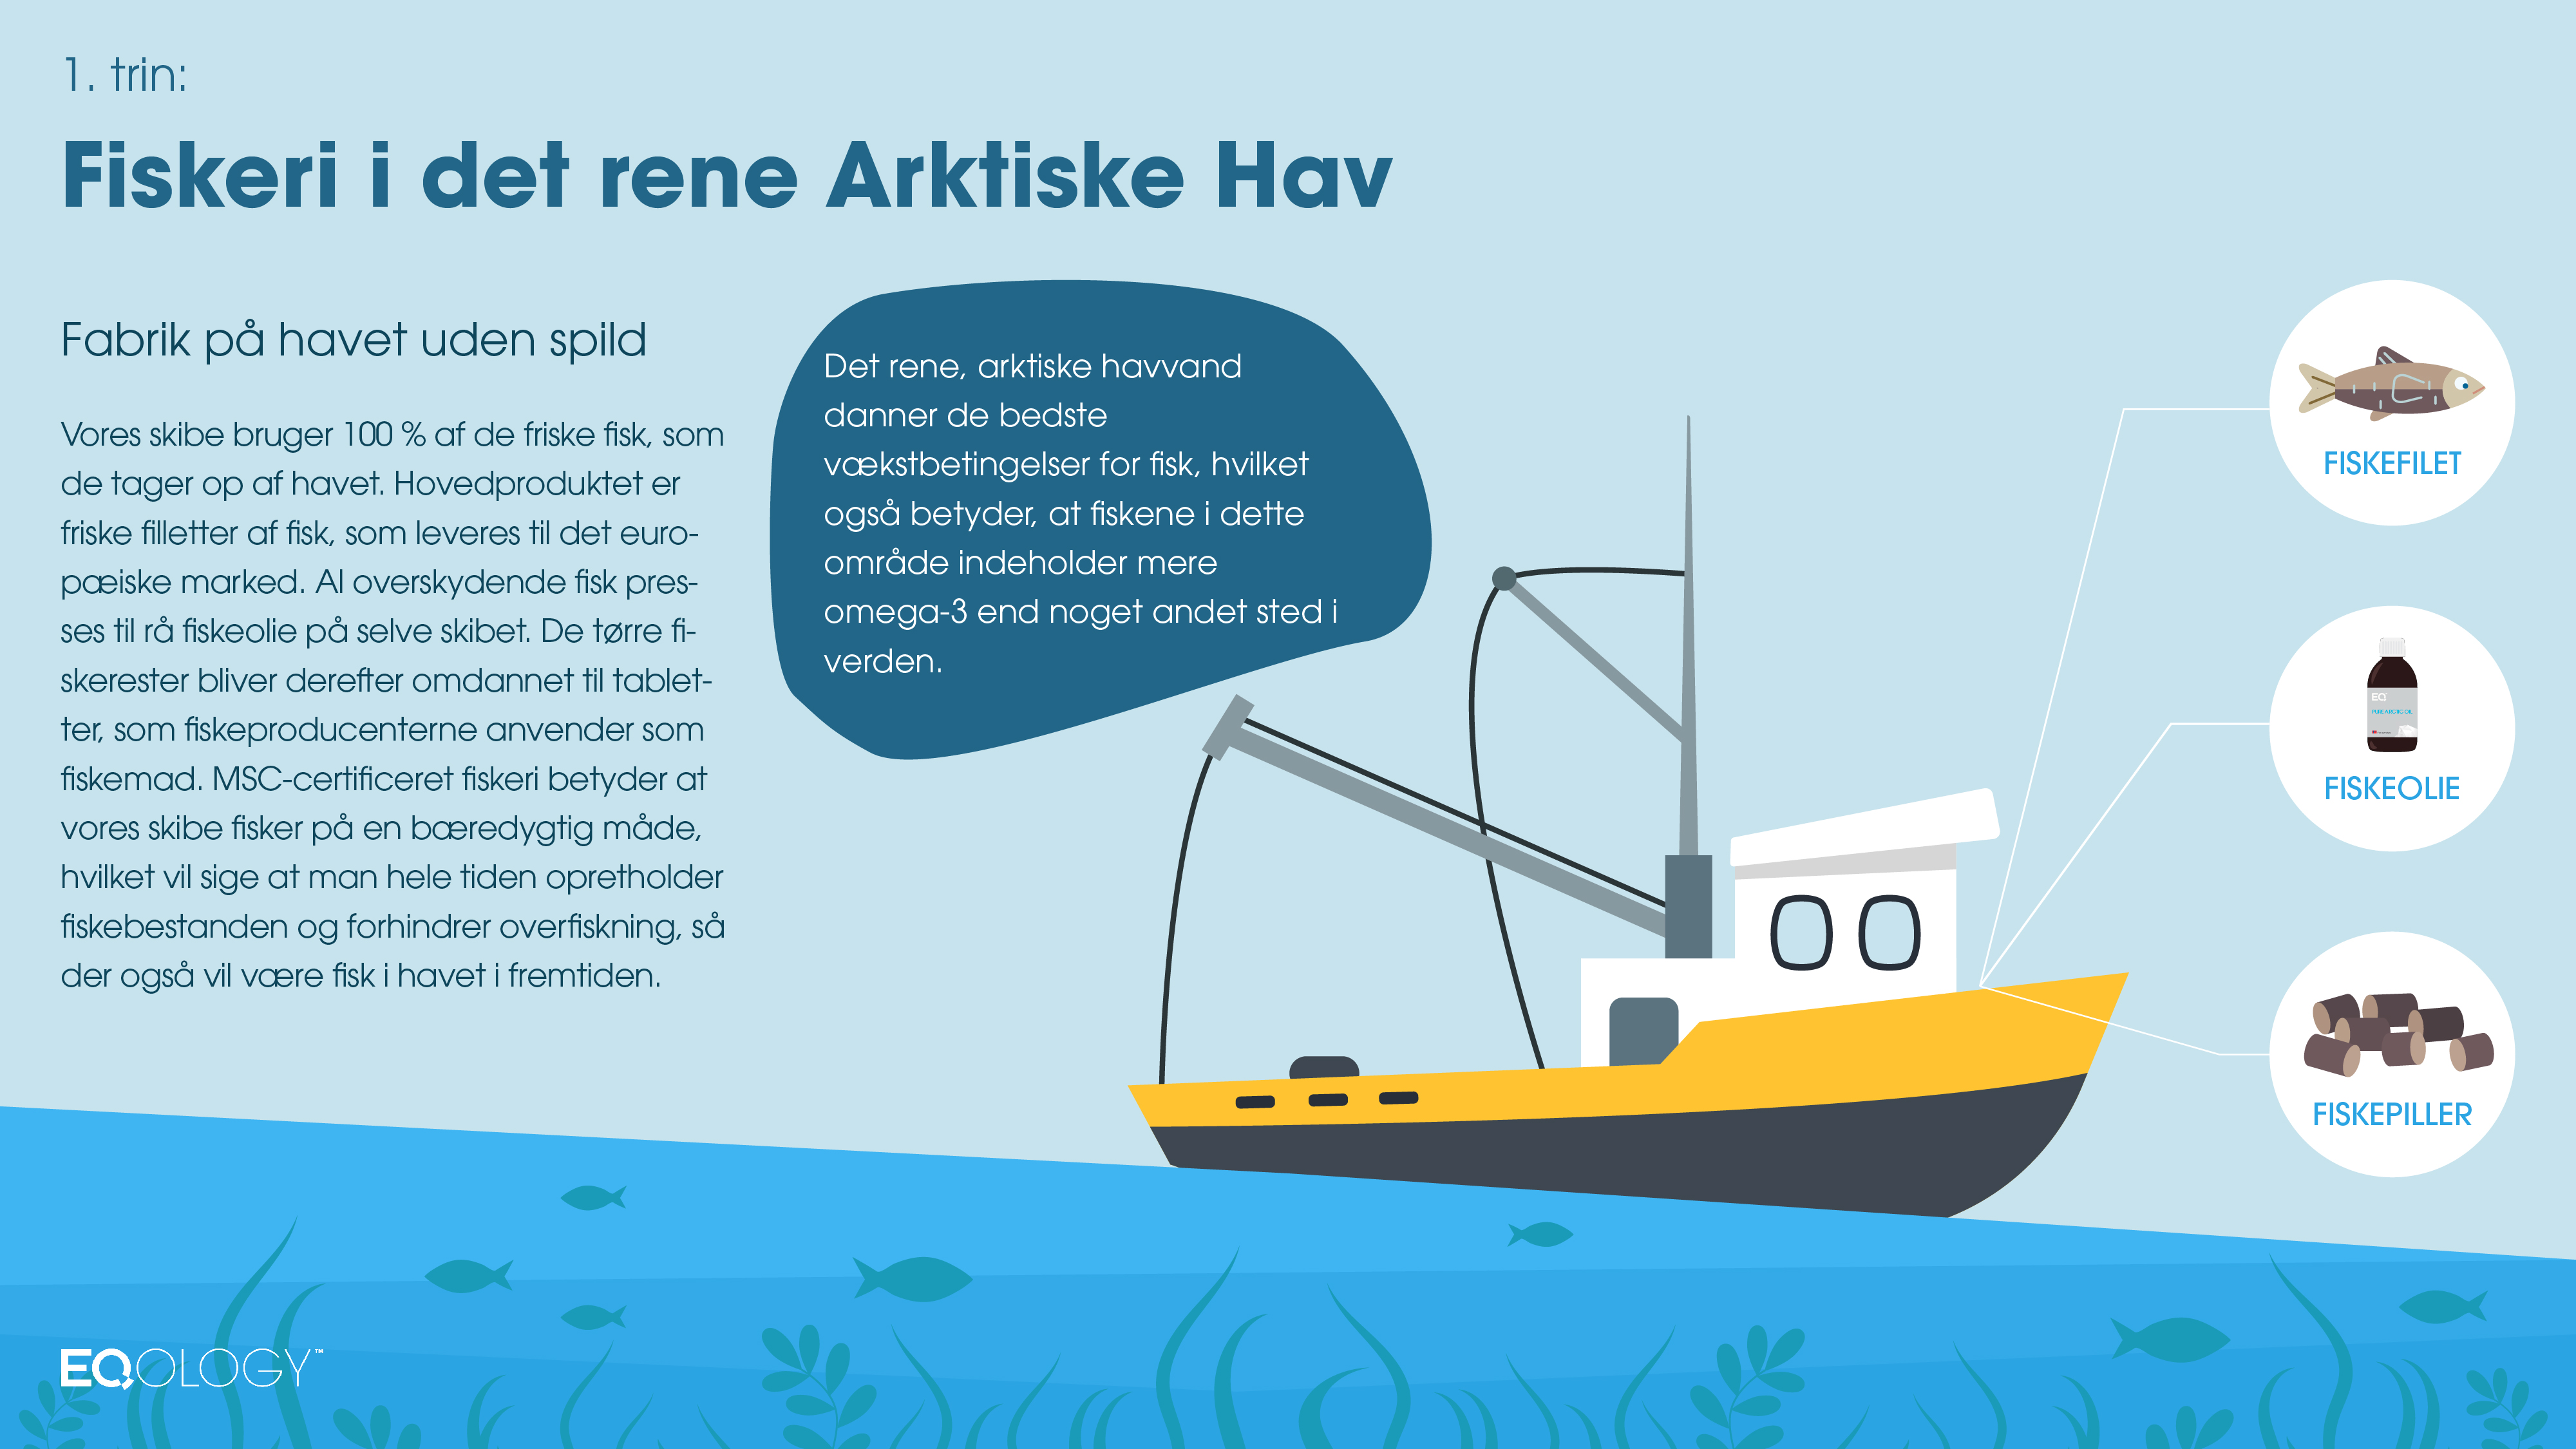 1. trin:
Fiskeri i det rene Arktiske Hav
Fabrik på havet uden spild
Vores skibe bruger 100 % af de friske fisk, som
de tager op af havet. Hovedproduktet er
friske filletter af fisk, som leveres til det euro-
pæiske marked. Al overskydende fisk pres-
ses til rå fiskeolie på selve skibet. De tørre fi-
skerester bliver derefter omdannet til tablet-
ter, som fiskeproducenterne anvender som
fiskemad. MSC-certificeret fiskeri betyder at
vores skibe fisker på en bæredygtig måde,
hvilket vil sige at man hele tiden opretholder
fiskebestanden og forhindrer overfiskning, så
der også vil være fisk i havet i fremtiden.
Det rene, arktiske havvand
danner de bedste
vækstbetingelser for fisk, hvilket
også betyder, at fiskene i dette
område indeholder mere
omega-3 end noget andet sted i
verden.
FISKEFILET
EQ
PURE ARCTIC OIL
FISKEOLIE
FISKEPILLER
EQOLOGY™